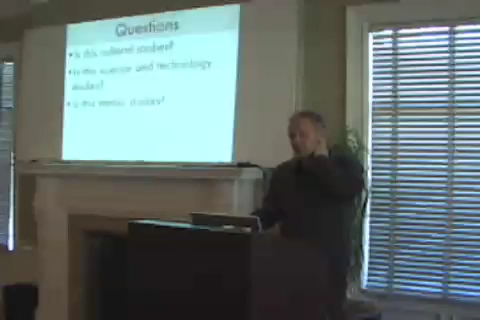 Questions
• Is this cultural studies?
• Is this science and technology
studies?
• Is this media studies?